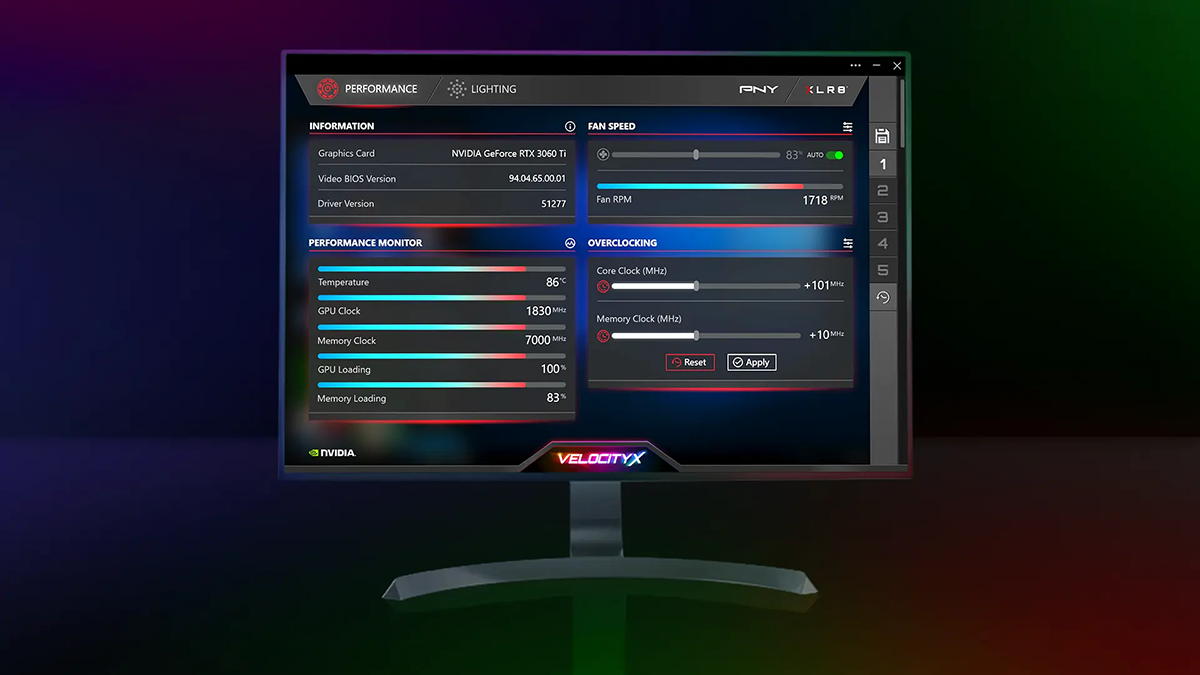 PERFORMANCE
LIGHTING
PNY
XLR8
INFORMATION
Graphics Card NVIDIA GeForce RTX 3060 Ti
Video BIOS Version 94.04.65.00.01
Driver Version 51277
FAN SPEED
83% AUTO
Fan RPM 1718 RPM
PERFORMANCE MONITOR
Temperature 86°C
GPU Clock 1830 MHz
Memory Clock 7000 MHz
GPU Loading 100%
Memory Loading 83%
OVERCLOCKING
Core Clock (MHz)
+101 MHz
Memory Clock (MHz)
+10 MHz
Reset Apply
1
2
3
4
5
NVIDIA.
VELOCITYX